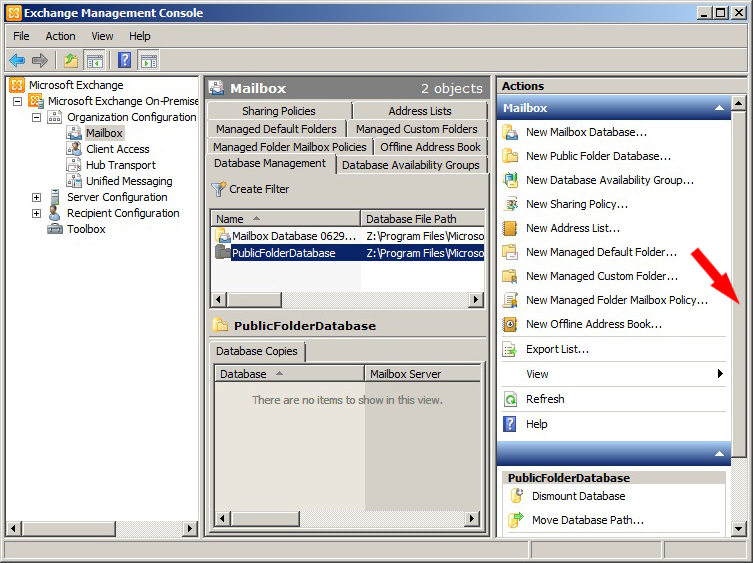 Exchange Management Console
File Action View Help
Microsoft Exchange
Microsoft Exchange On-Premise
Organization Configuration
Mailbox
Client Access
Hub Transport
Unified Messaging
Server Configuration
Recipient Configuration
Toolbox
Mailbox 2 objects
Sharing Policies Address Lists
Managed Default Folders Managed Custom Folders
Managed Folder Mailbox Policies Offline Address Book
Database Management Database Availability Groups
Create Filter
Name Database File Path
Mailbox Database 0629... Z:\Program Files\Microso
PublicFolderDatabase Z:\Program Files\Microso
PublicFolderDatabase
Database Copies
Database Mailbox Server
There are no items to show in this view.
Actions
Mailbox
New Mailbox Database...
New Public Folder Database...
New Database Availability Group...
New Sharing Policy...
New Address List...
New Managed Default Folder...
New Managed Custom Folder...
New Managed Folder Mailbox Policy...
New Offline Address Book...
Export List...
View
Refresh
Help
PublicFolderDatabase
Dismount Database
Move Database Path...